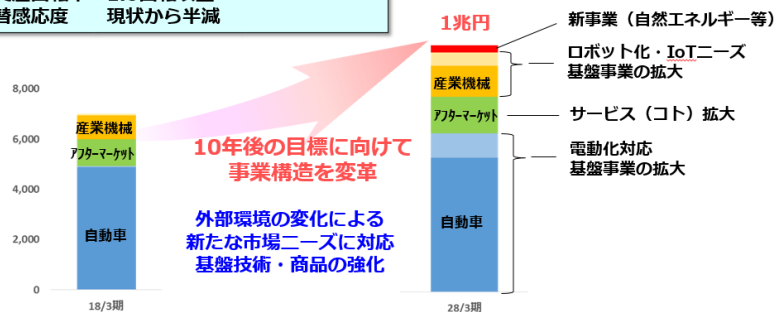 替感応度 現状から半減
1兆円
新事業（自然エネルギー等）
ロボット化・IoTニーズ
基盤事業の拡大
サービス（コト）拡大
電動化対応
基盤事業の拡大
8,000
6,000
4,000
2,000
0
産業機械
ｱﾌﾀｰﾏｰｹｯﾄ
自動車
18/3期
10年後の目標に向けて
事業構造を変革
外部環境の変化による
新たな市場ニーズに対応
基盤技術・商品の強化
産業機械
ｱﾌﾀｰﾏｰｹｯﾄ
自動車
28/3期